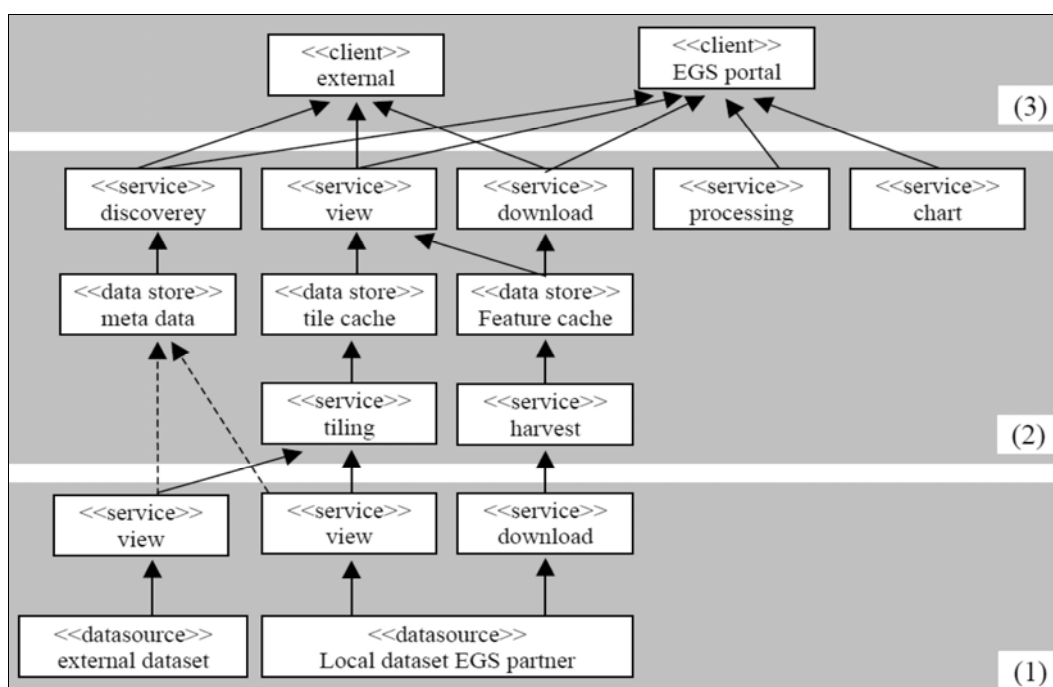 <<client>>
external
<<client>>
EGS portal
(3)
<<service>>
discoverey
<<service>>
view
<<service>>
download
<<service>>
processing
<<service>>
chart
<<data store>>
meta data
<<data store>>
tile cache
<<data store>>
Feature cache
<<service>>
tiling
<<service>>
harvest
(2)
<<service>>
view
<<service>>
view
<<service>>
download
<<datasource>>
external dataset
<<datasource>>
Local dataset EGS partner
(1)